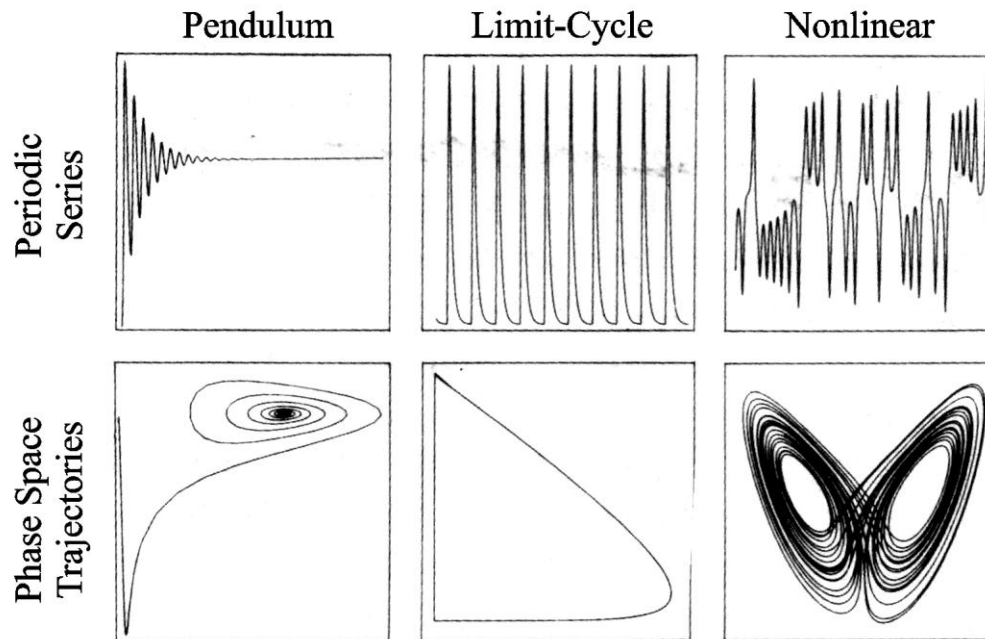 Pendulum
Limit-Cycle
Nonlinear
Periodic
Series
Phase Space
Trajectories